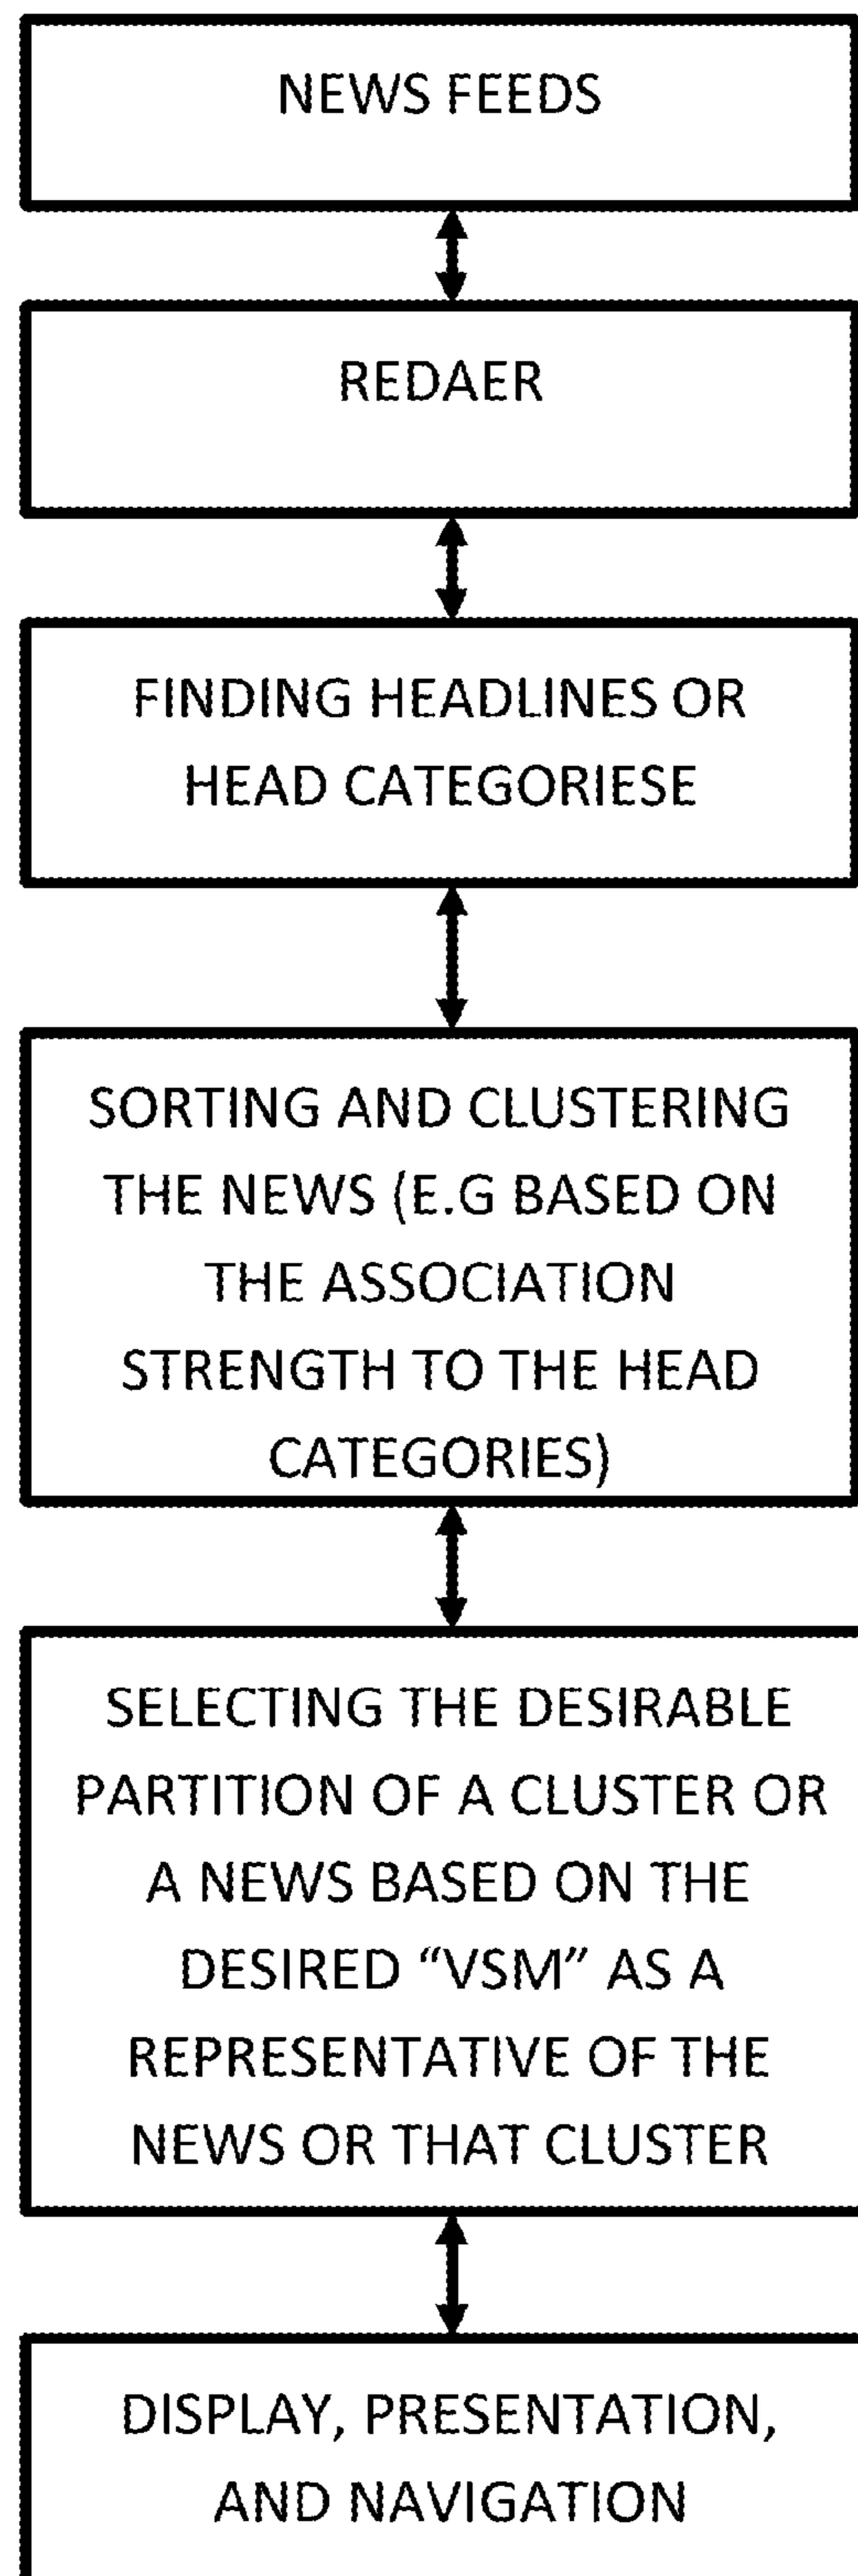 NEWS FEEDS
REDAER
FINDING HEADLINES OR
HEAD CATEGORIESE
SORTING AND CLUSTERING
THE NEWS (E.G BASED ON
THE ASSOCIATION
STRENGTH TO THE HEAD
CATEGORIES)
SELECTING THE DESIRABLE
PARTITION OF A CLUSTER OR
A NEWS BASED ON THE
DESIRED “VSM” AS A
REPRESENTATIVE OF THE
NEWS OR THAT CLUSTER
DISPLAY, PRESENTATION,
AND NAVIGATION